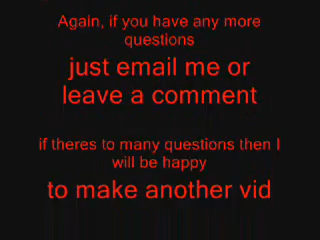 Again, if you have any more
questions
just email me or
leave a comment
if theres to many questions then I
will be happy
to make another vid